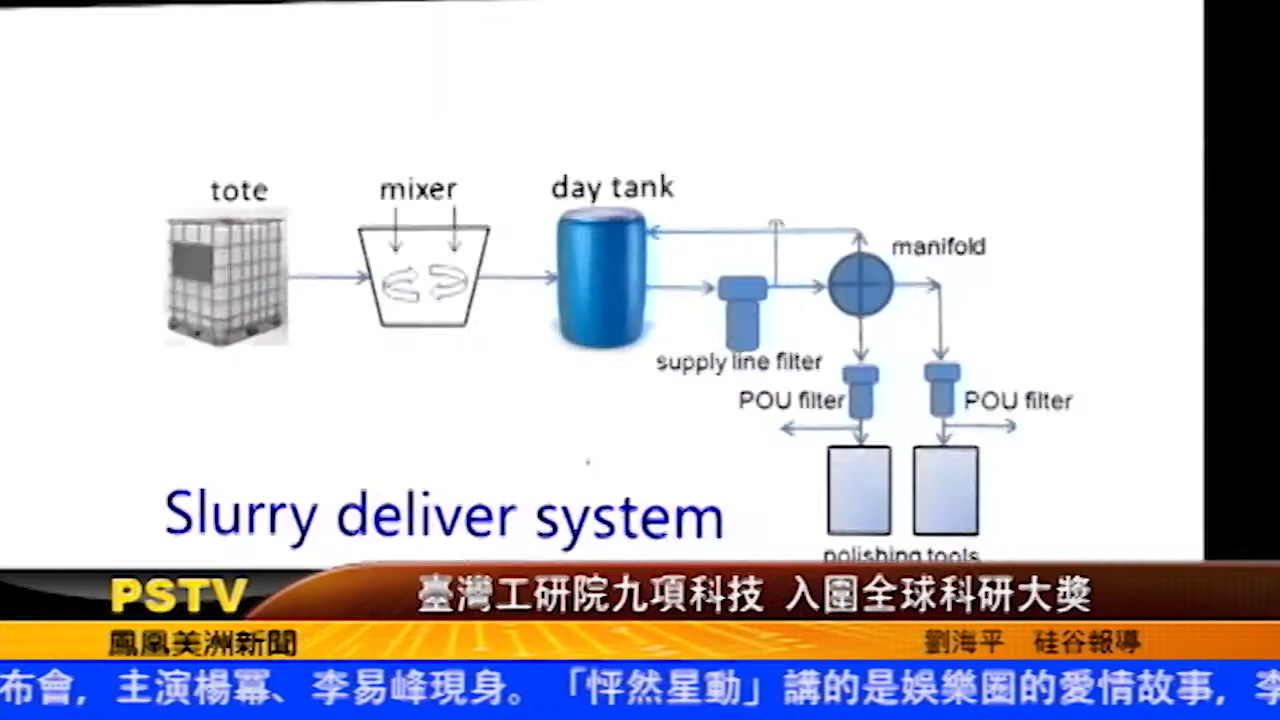 tote
mixer
day tank
manifold
supply line filter
POU filter
POU filter
Slurry deliver system
polishing tools
PSTV
臺灣工研院九項科技 入圍全球科研大獎
鳳凰美洲新聞
劉海平 硅谷報導
布會，主演楊冪、李易峰現身。「怦然星動」講的是娛樂圈的愛情故事，李